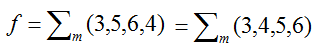 f = ∑m (3,5,6,4) = ∑m (3,4,5,6)